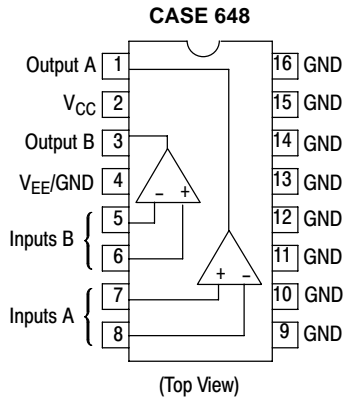 CASE 648
Output A 1 16 GND
VCC 2 15 GND
Output B 3 14 GND
VEE/GND 4 13 GND
5 12 GND
Inputs B
6 11 GND
7 10 GND
Inputs A
8 9 GND
– +
+ –
(Top View)